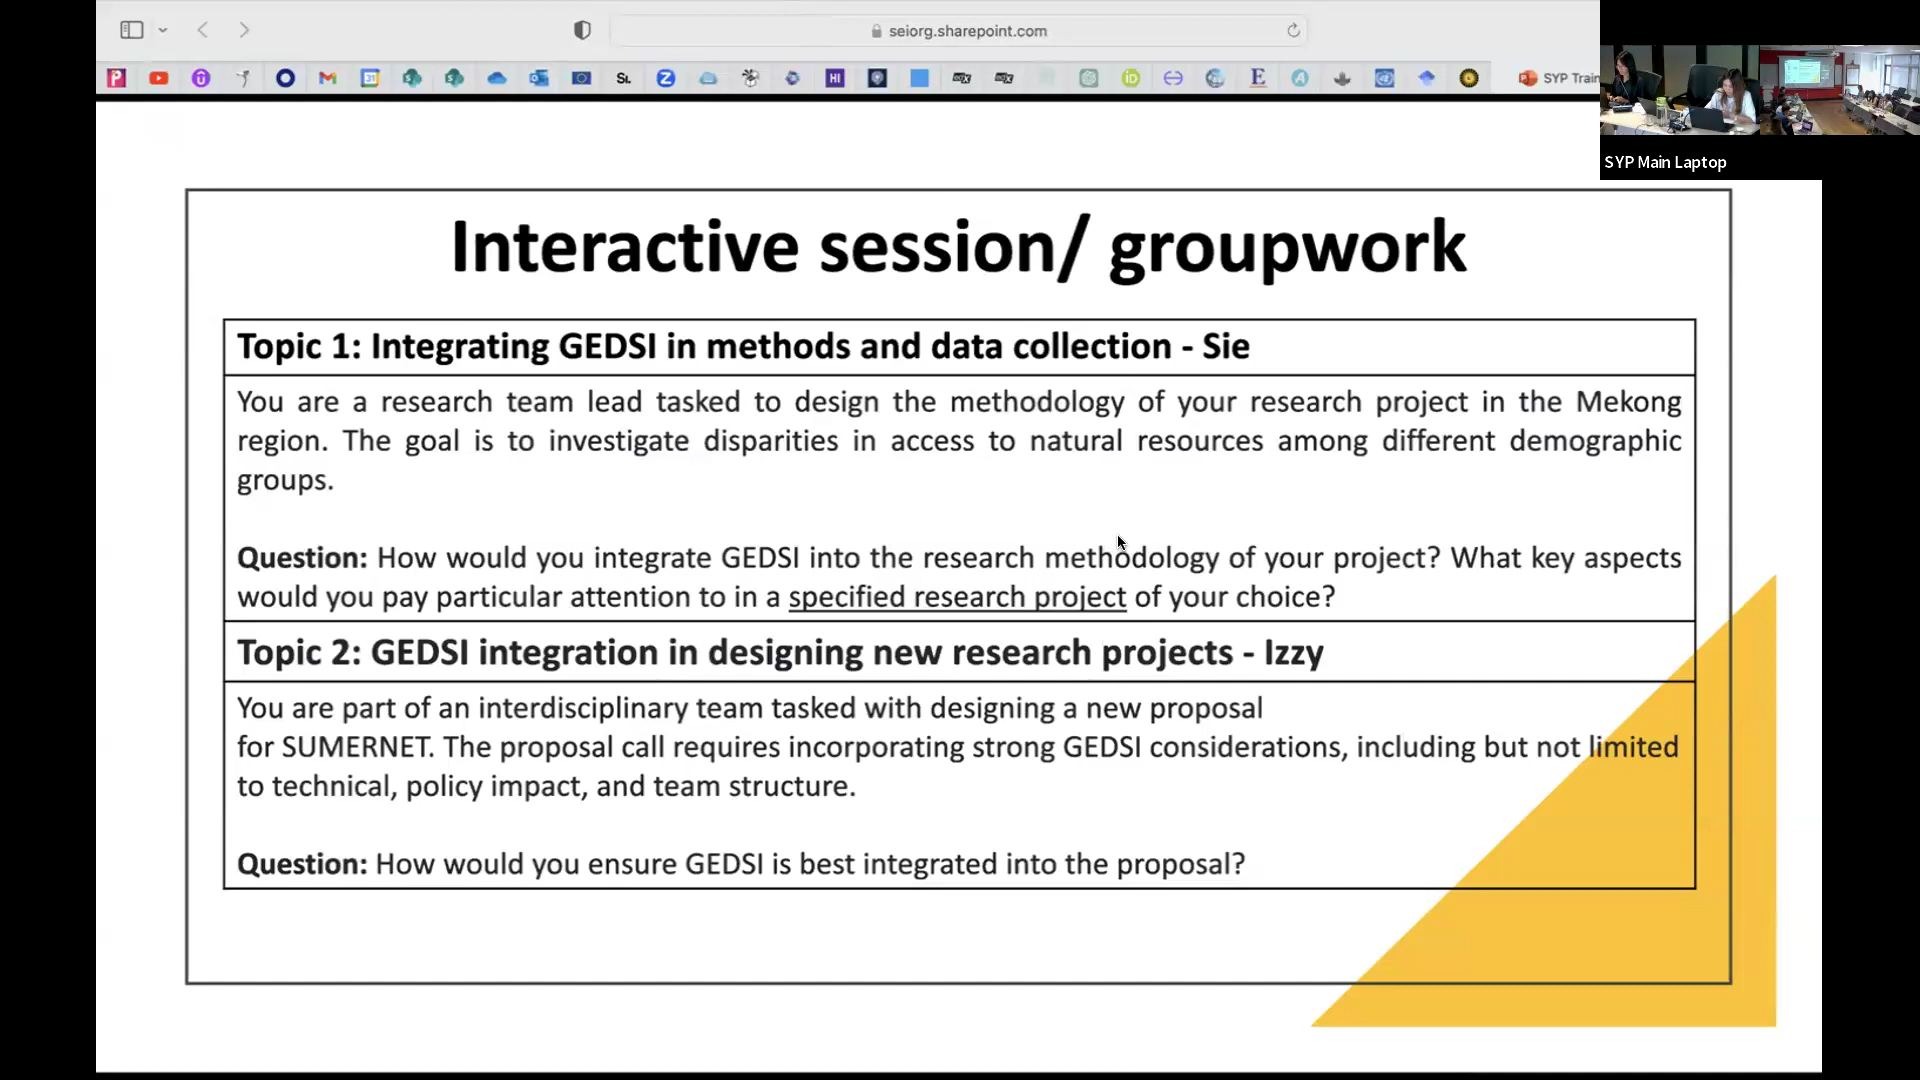 seiorg.sharepoint.com
SYP Train
SYP Main Laptop
Interactive session/ groupwork
Topic 1: Integrating GEDSI in methods and data collection - Sie
You are a research team lead tasked to design the methodology of your research project in the Mekong
region. The goal is to investigate disparities in access to natural resources among different demographic
groups.
Question: How would you integrate GEDSI into the research methodology of your project? What key aspects
would you pay particular attention to in a specified research project of your choice?
Topic 2: GEDSI integration in designing new research projects - Izzy
You are part of an interdisciplinary team tasked with designing a new proposal
for SUMERNET. The proposal call requires incorporating strong GEDSI considerations, including but not limited
to technical, policy impact, and team structure.
Question: How would you ensure GEDSI is best integrated into the proposal?